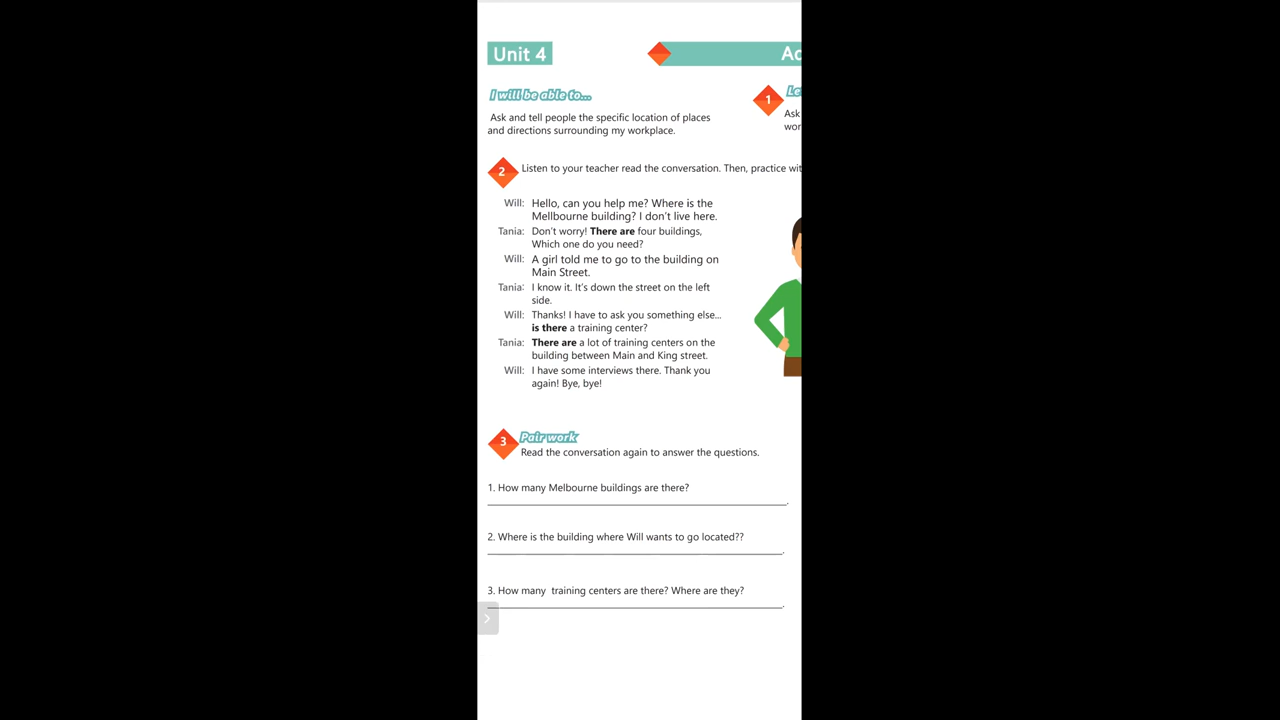 Unit 4
I will be able to...
Ask and tell people the specific location of places
and directions surrounding my workplace.
1
Ask
2
Listen to your teacher read the conversation. Then, practice
Will: Hello, can you help me? Where is the
Mellbourne building? I don't live here.
Tania: Don't worry! There are four buildings,
Which one do you need?
Will: A girl told me to go to the building on
Main Street.
Tania: I know it. It's down the street on the left
side.
Will: Thanks! I have to ask you something else...
is there a training center?
Tania: There are a lot of training centers on the
building between Main and King street.
Will: I have some interviews there. Thank you
again! Bye, bye!
3
Pair work
Read the conversation again to answer the questions.
1. How many Melbourne buildings are there?
2. Where is the building where Will wants to go located??
3. How many training centers are there? Where are they?